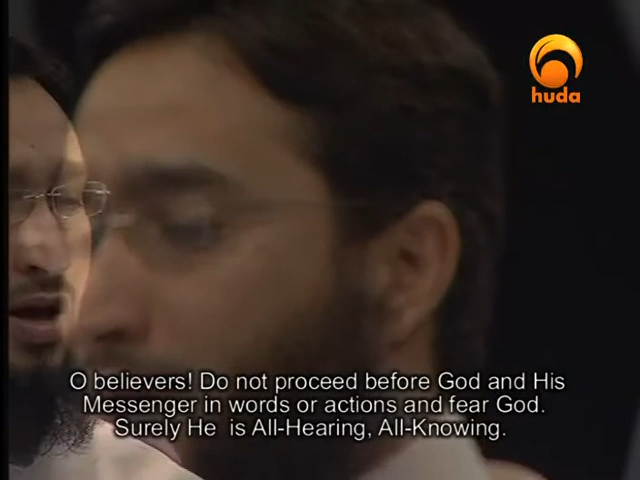 huda
O believers! Do not proceed before God and His
Messenger in words or actions and fear God.
Surely He is All-Hearing, All-Knowing.